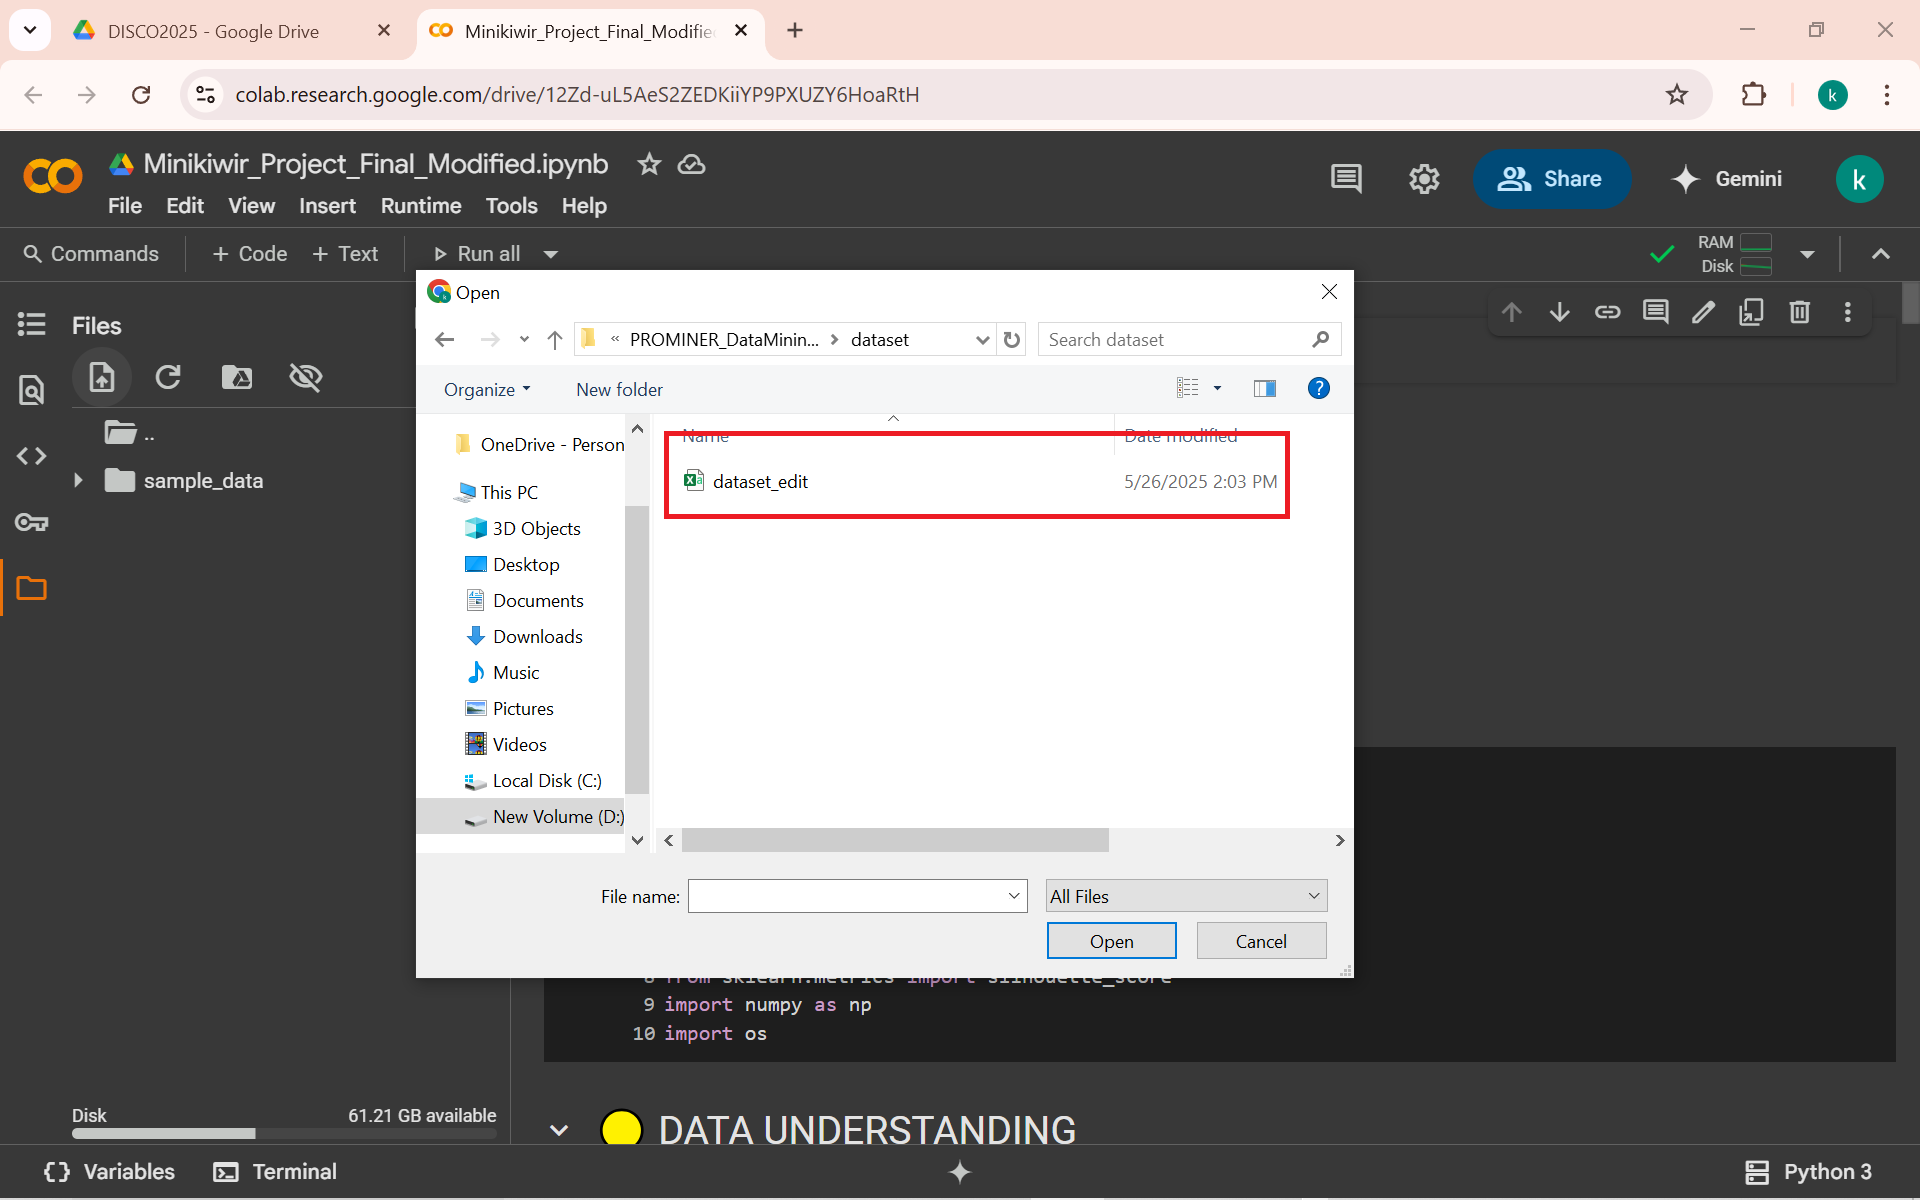 DISCO2025 - Google Drive
Minikiwir_Project_Final_Modifie
colab.research.google.com/drive/12Zd-uL5AeS2ZEDKiiYP9PXUZY6HoaRtH
k
Minikiwir_Project_Final_Modified.ipynb
File Edit View Insert Runtime Tools Help
Share
Gemini
k
Commands + Code + Text Run all
RAM
Disk
Files
..
sample_data
Open
« PROMINER_DataMinin... > dataset
Search dataset
Organize
New folder
?
OneDrive - Person
This PC
3D Objects
Desktop
Documents
Downloads
Music
Pictures
Videos
Local Disk (C:)
New Volume (D:)
Name Date modified
dataset_edit 5/26/2025 2:03 PM
File name:
All Files
Open
Cancel
8 from sklearn.metrics import silhouette_score
9 import numpy as np
10 import os
DATA UNDERSTANDING
Disk 61.21 GB available
Variables
Terminal
Python 3